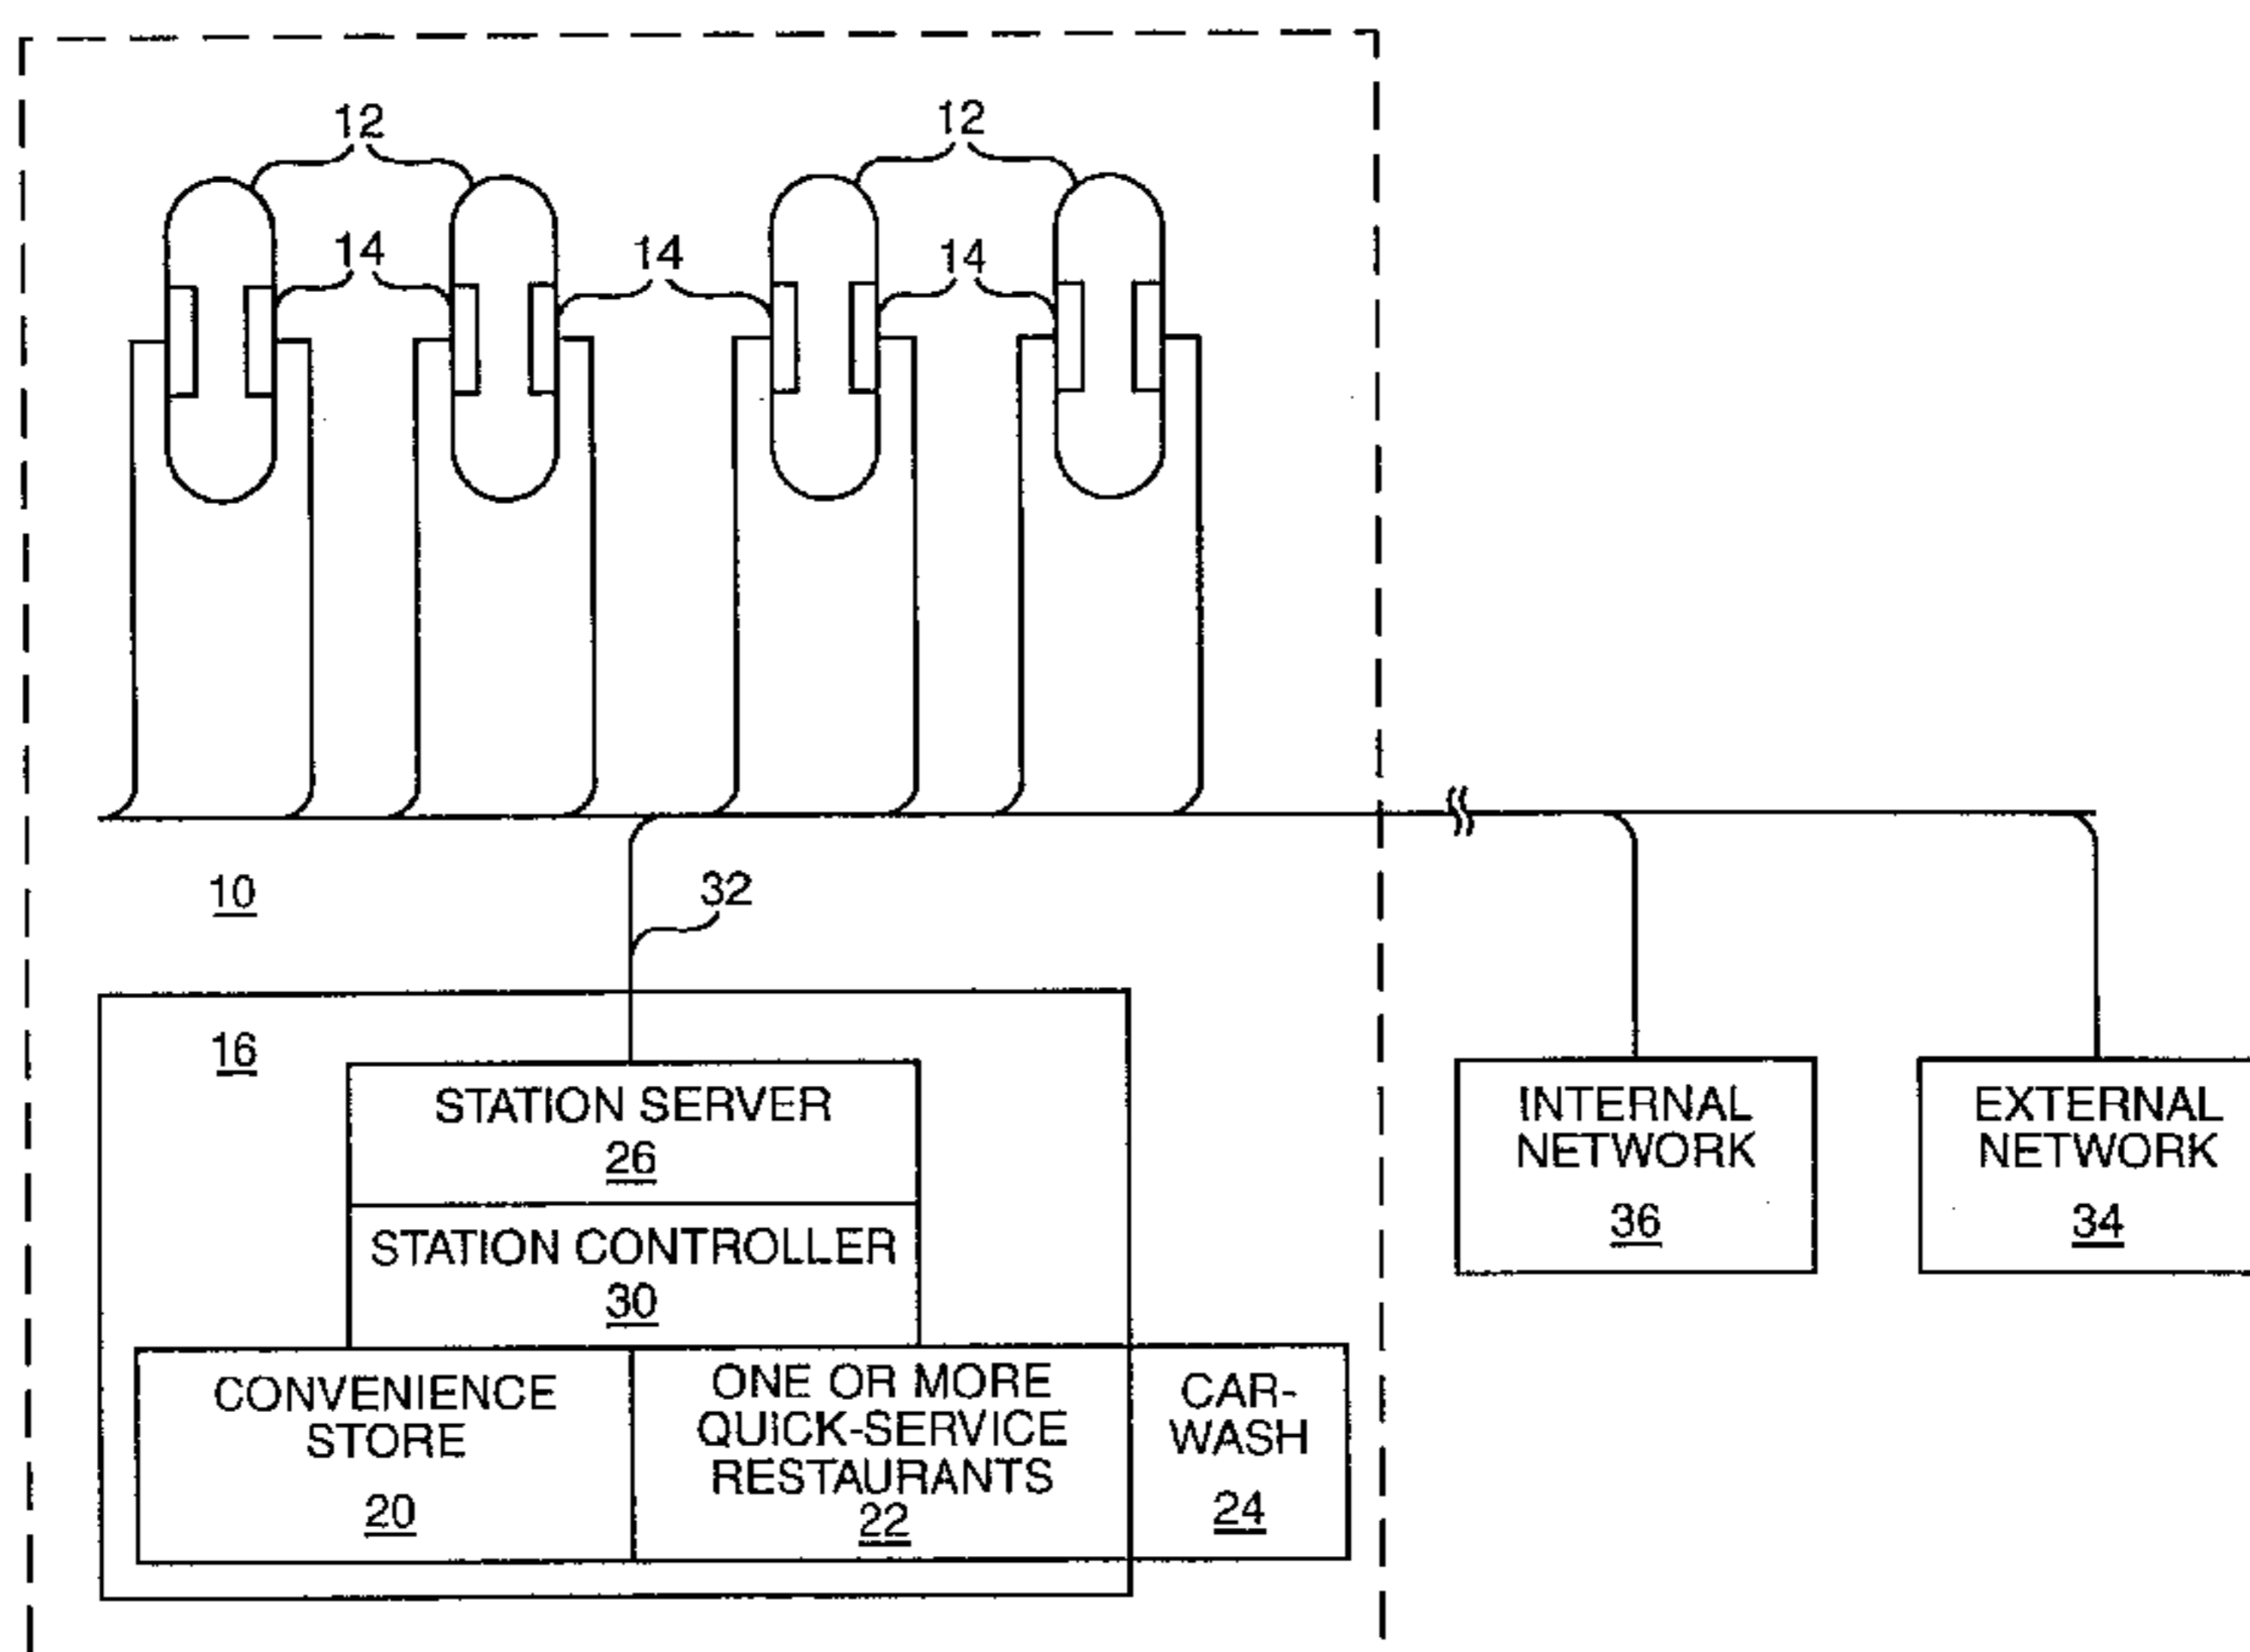 12
12
14
14
14
10
32
16
STATION SERVER
26
STATION CONTROLLER
30
CONVENIENCE
STORE
20
ONE OR MORE
QUICK-SERVICE
RESTAURANTS
22
CAR-
WASH
24
INTERNAL
NETWORK
36
EXTERNAL
NETWORK
34